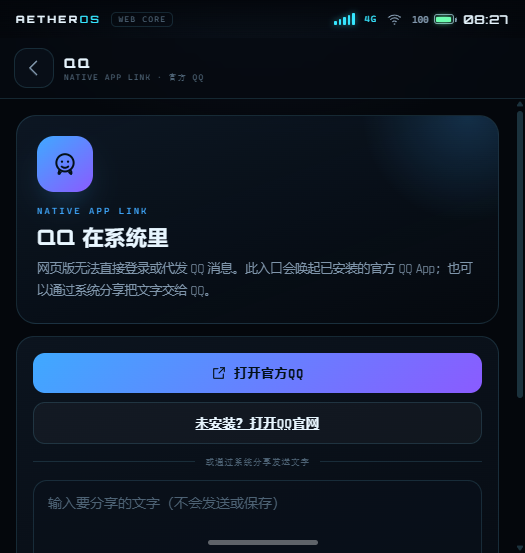 AETHEROS WEB CORE 4G 100 08:27
QQ
NATIVE APP LINK · 官方 QQ
NATIVE APP LINK
QQ 在系统里
网页版无法直接登录或代发 QQ 消息。此入口会唤起已安装的官方 QQ App；也可
以通过系统分享把文字交给 QQ。
打开官方QQ
未安装？打开QQ官网
或通过系统分享发送文字
输入要分享的文字（不会发送或保存）